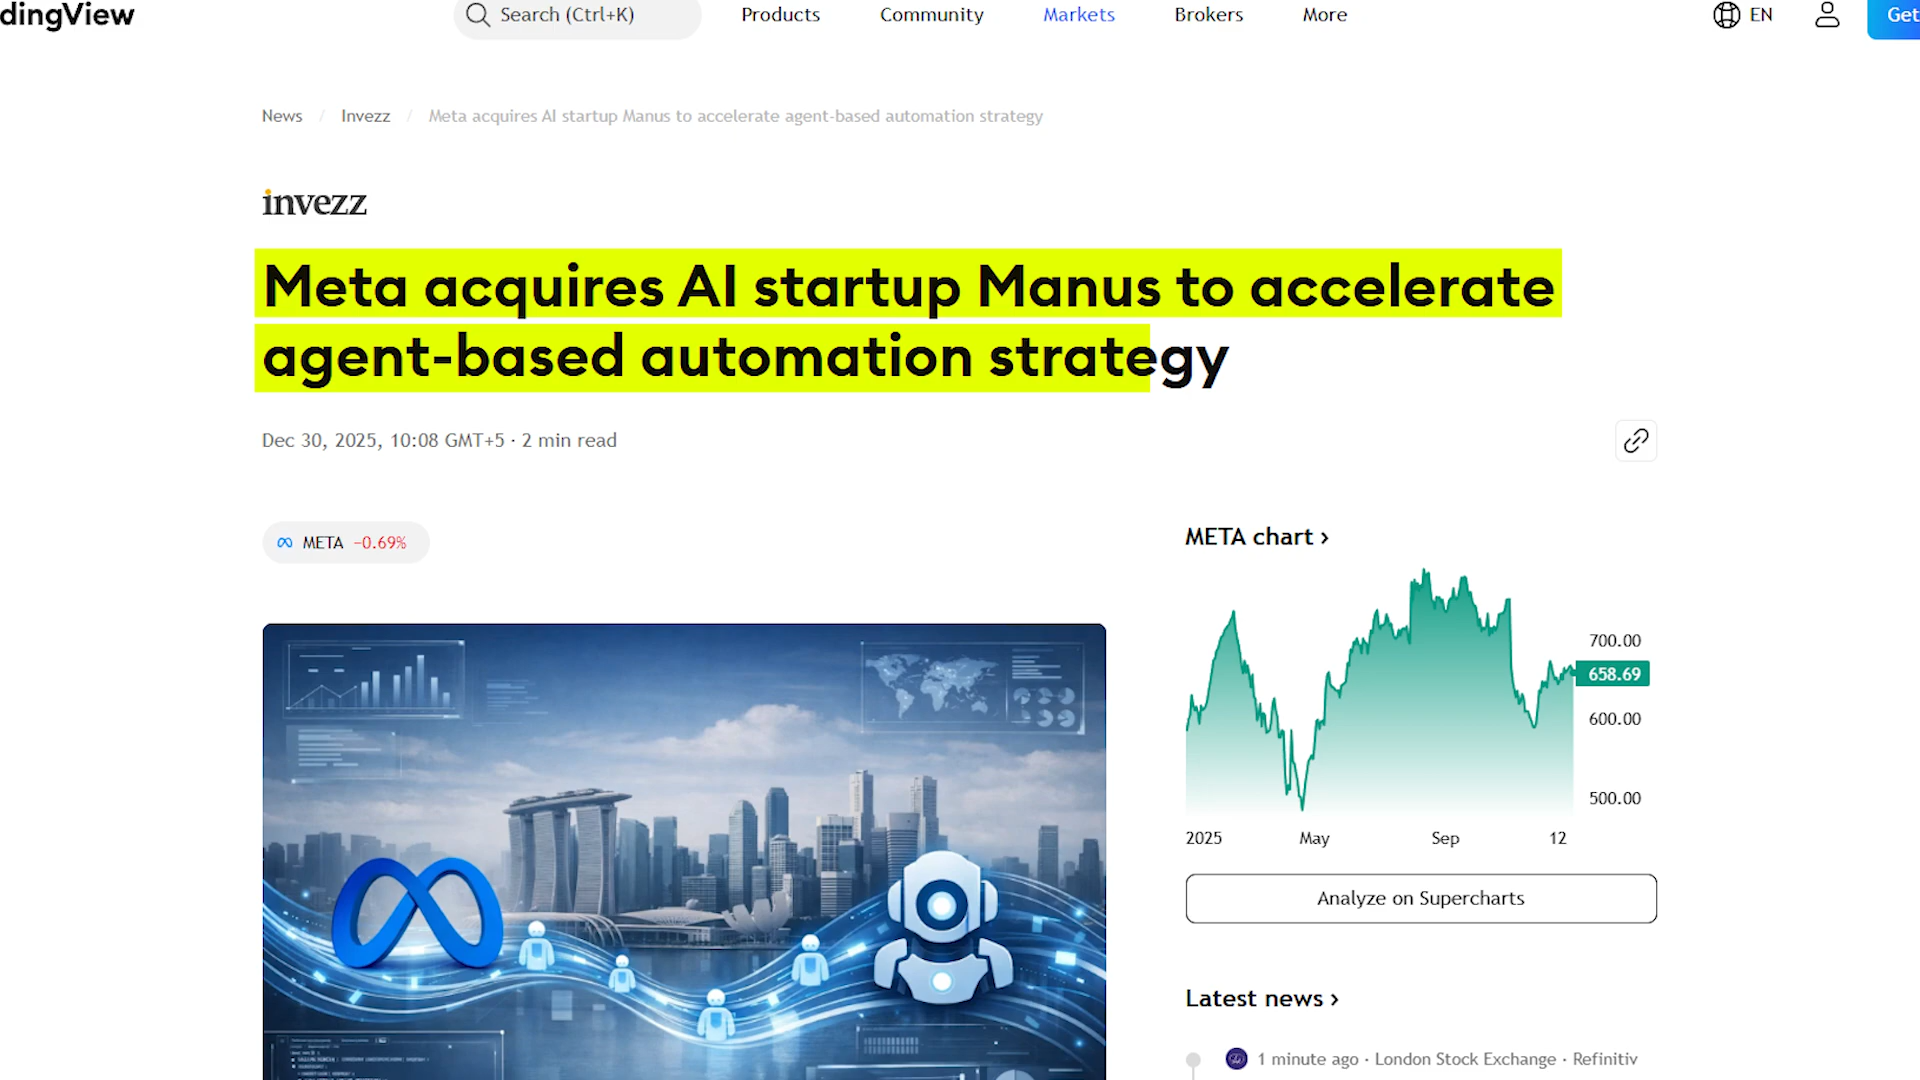 dingView
Search (Ctrl+K)
Products
Community
Markets
Brokers
More
EN
Get
News / Invezz / Meta acquires AI startup Manus to accelerate agent-based automation strategy
invezz
Meta acquires AI startup Manus to accelerate
agent-based automation strategy
Dec 30, 2025, 10:08 GMT+5 · 2 min read
META −0.69%
META chart ›
700.00
658.69
600.00
500.00
2025 May Sep 12
Analyze on Supercharts
Latest news ›
1 minute ago · London Stock Exchange · Refinitiv